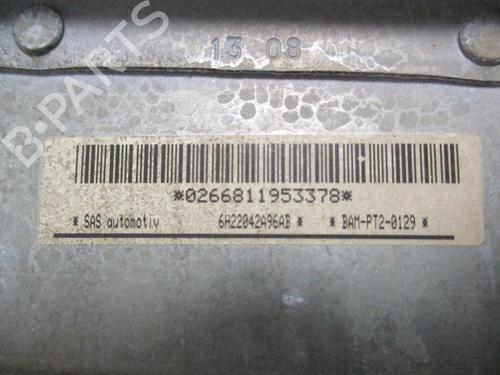 13 08
B-PARTS
*0266811953378*
* SAS automotiv 6H22042A96AB * * BAM-PT2-0129 *